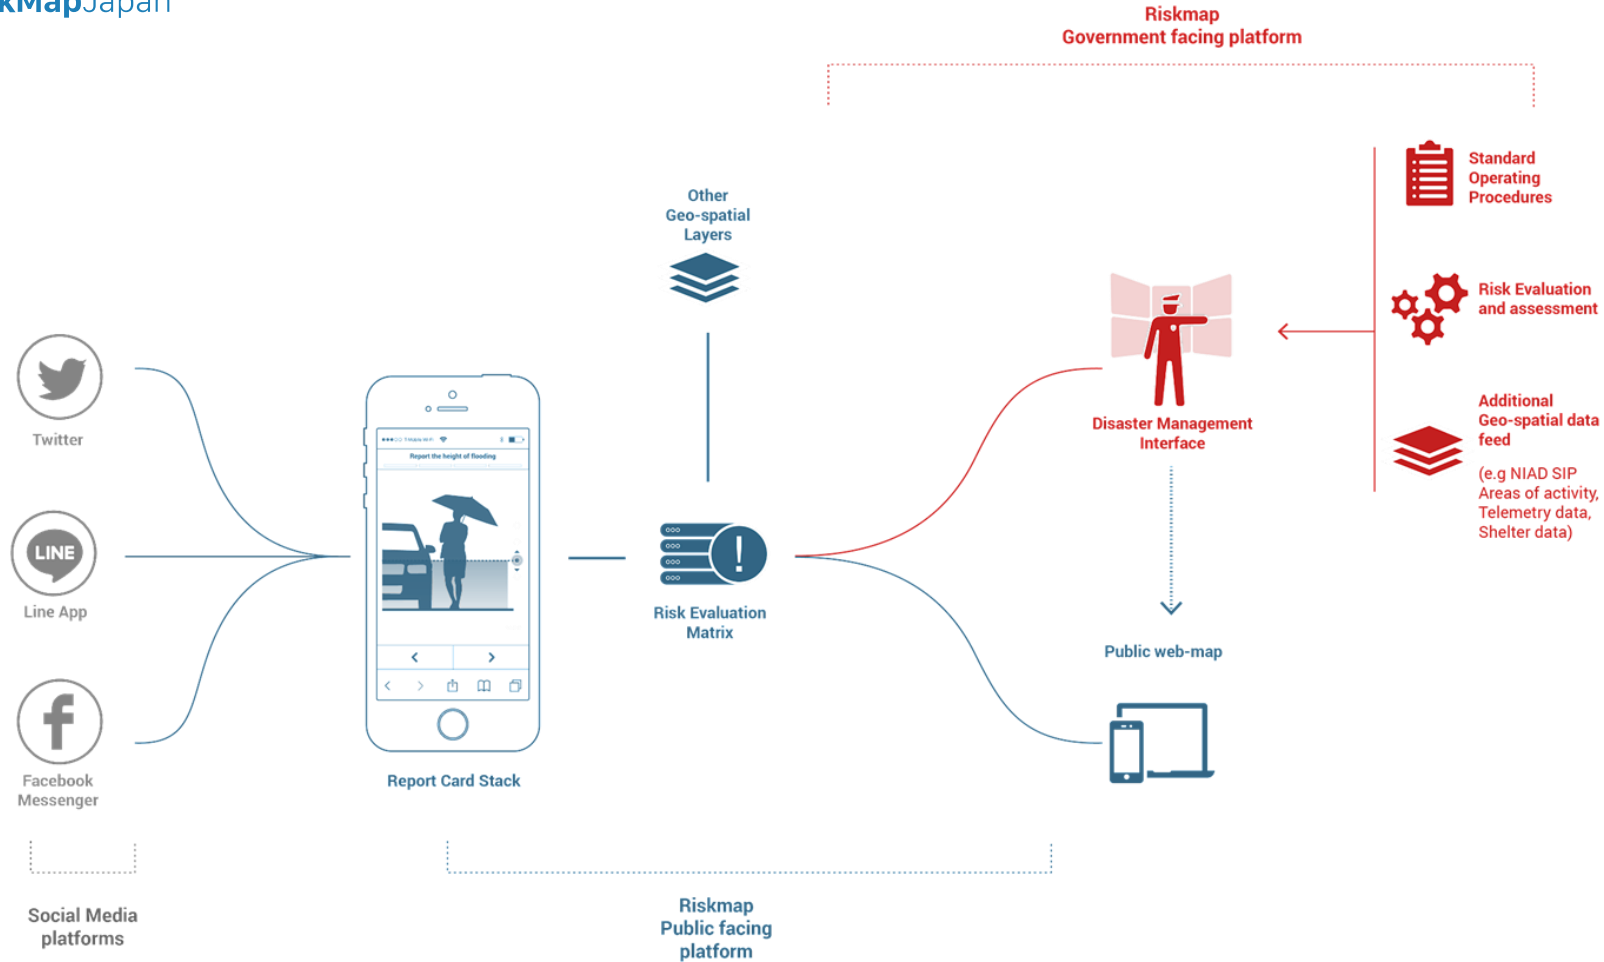 kMapJapan
Riskmap
Government facing platform
Standard
Operating
Procedures
Other
Geo-spatial
Layers
Risk Evaluation
and assessment
Twitter
Additional
Geo-spatial data
feed
(e.g NIAD SIP
Areas of activity,
Telemetry data,
Shelter data)
Disaster Management
Interface
Report the height of flooding
LINE
Line App
Risk Evaluation
Matrix
Public web-map
Facebook
Messenger
Report Card Stack
Social Media
platforms
Riskmap
Public facing
platform